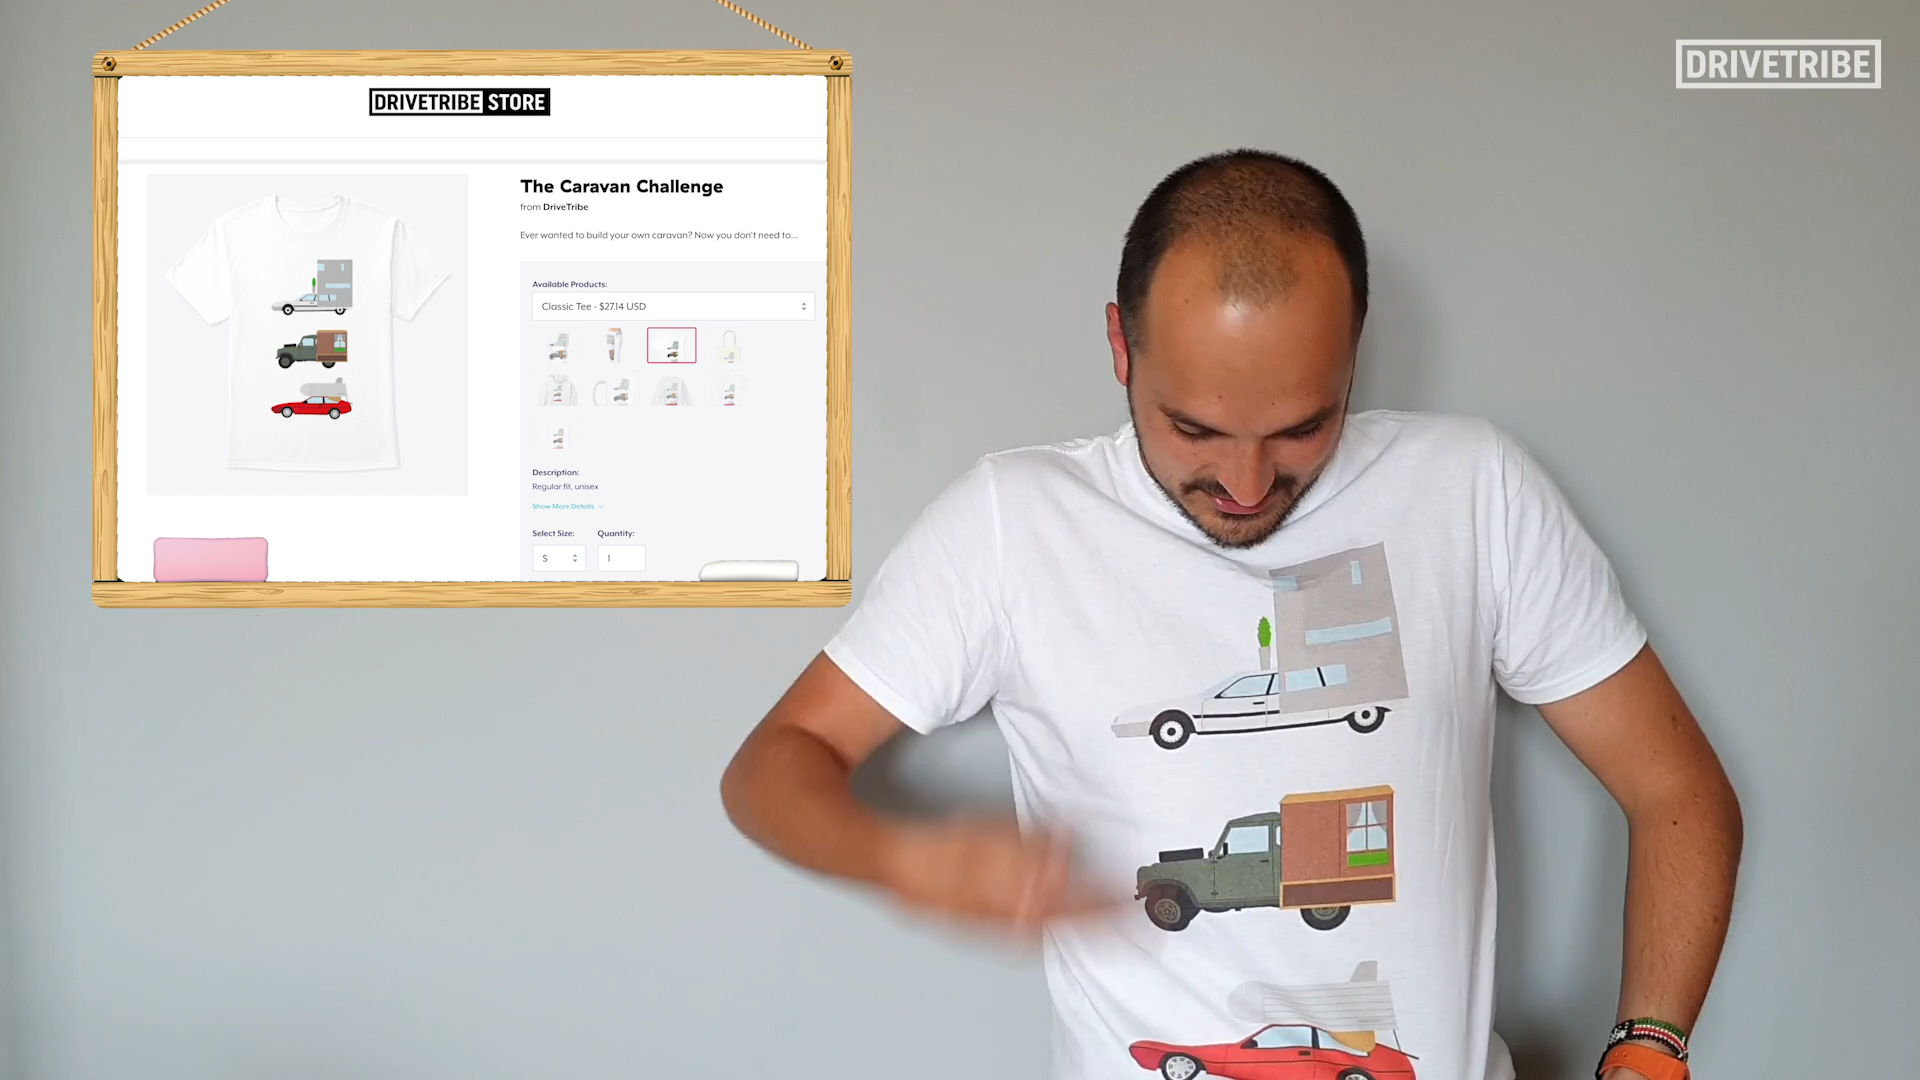 DRIVETRIBE
DRIVETRIBE STORE
The Caravan Challenge
from DriveTribe
Ever wanted to build your own caravan? Now you don't need to...
Available Products:
Classic Tee - $27.14 USD
Description:
Regular fit, unisex
Show More Details
Select Size:
Quantity:
S
1